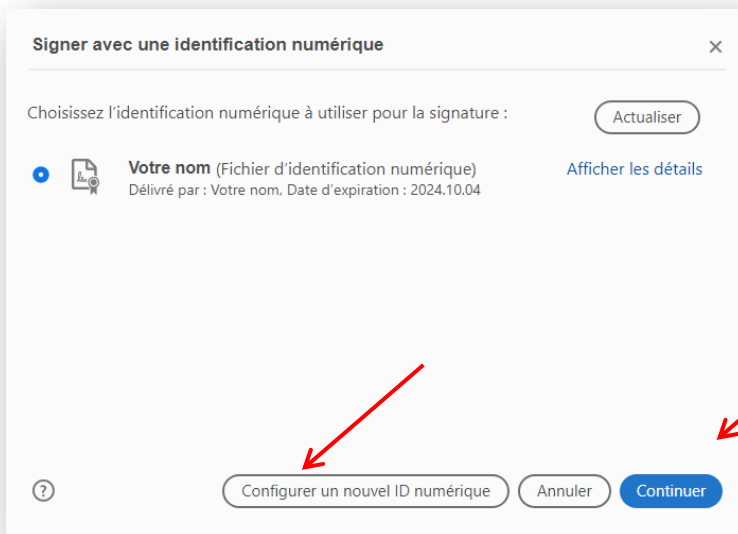 Signer avec une identification numérique
Choisissez l'identification numérique à utiliser pour la signature :
Actualiser
Votre nom (Fichier d'identification numérique)
Afficher les détails
Délivré par : Votre nom, Date d'expiration : 2024.10.04
?
Configurer un nouvel ID numérique
Annuler
Continuer